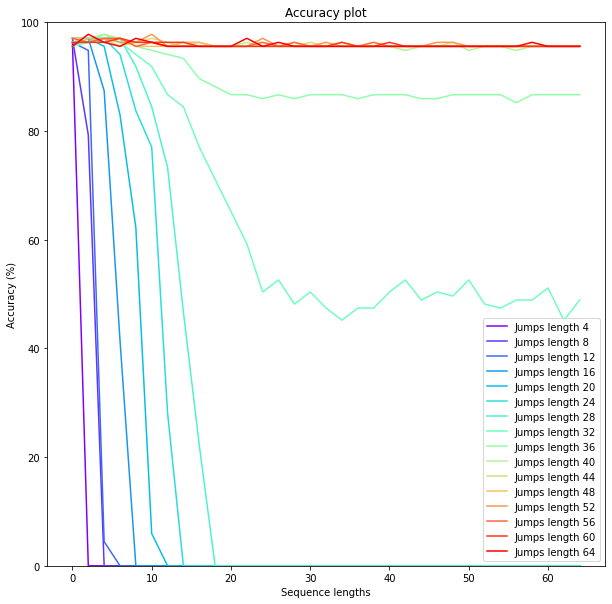 Accuracy plot
100
80
60
40
20
0
Accuracy (%)
0 10 20 30 40 50 60
Sequence lengths
Jumps length 4
Jumps length 8
Jumps length 12
Jumps length 16
Jumps length 20
Jumps length 24
Jumps length 28
Jumps length 32
Jumps length 36
Jumps length 40
Jumps length 44
Jumps length 48
Jumps length 52
Jumps length 56
Jumps length 60
Jumps length 64